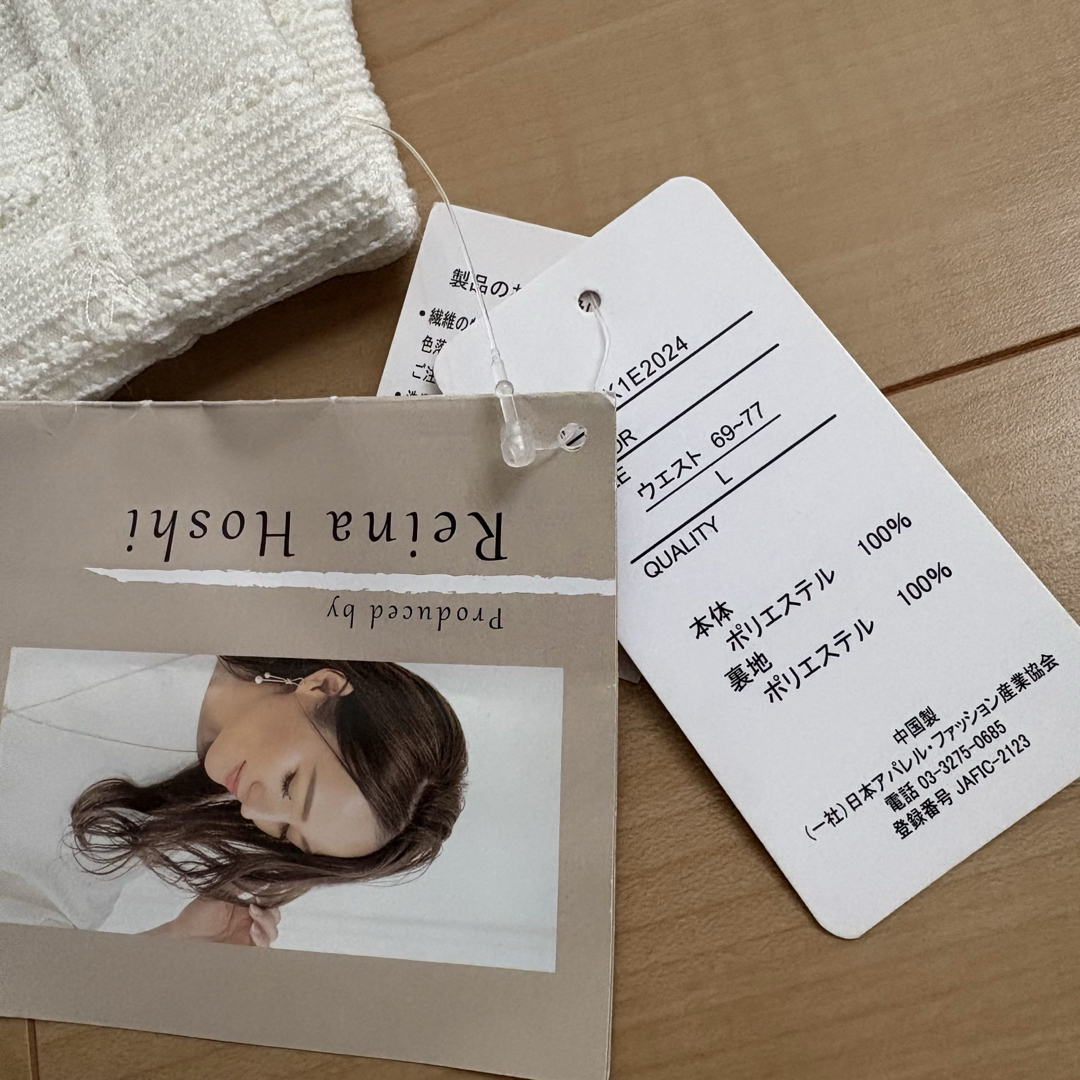 製品の
繊維の
色落
ご注
K1E2024
OR
ウエスト 69~77
L
QUALITY
本体
ポリエステル 100%
裏地
ポリエステル 100%
中国製
(一社)日本アパレル・ファッション産業協会
電話 03-3275-0685
登録番号 JAFIC-2123
Produced by
Reina Hoshi